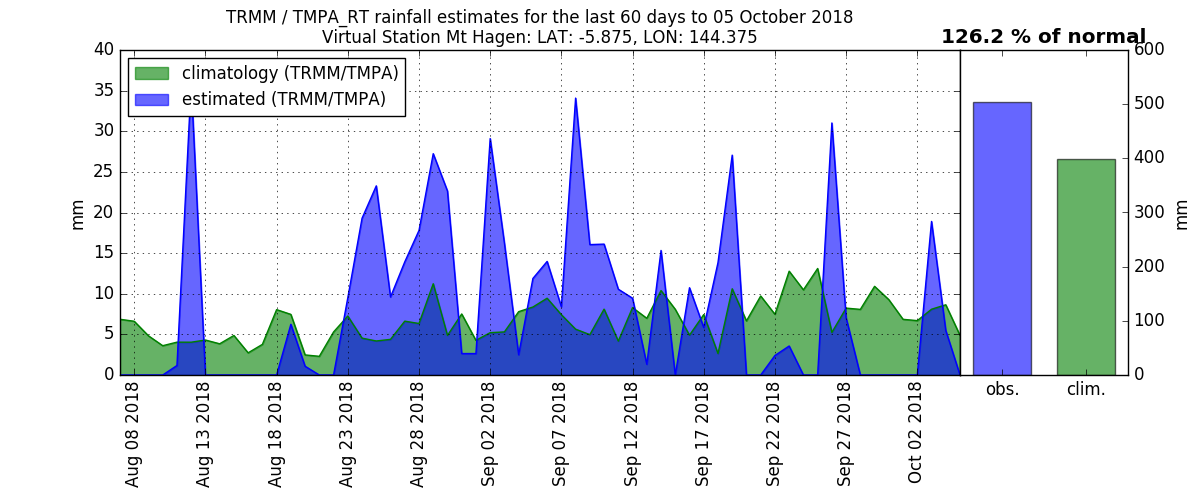 TRMM / TMPA_RT rainfall estimates for the last 60 days to 05 October 2018
Virtual Station Mt Hagen: LAT: -5.875, LON: 144.375
126.2 % of normal
climatology (TRMM/TMPA)
estimated (TRMM/TMPA)
mm
40
35
30
25
20
15
10
5
0
Aug 08 2018
Aug 13 2018
Aug 18 2018
Aug 23 2018
Aug 28 2018
Sep 02 2018
Sep 07 2018
Sep 12 2018
Sep 17 2018
Sep 22 2018
Sep 27 2018
Oct 02 2018
obs.
clim.
600
500
400
300
200
100
0
mm